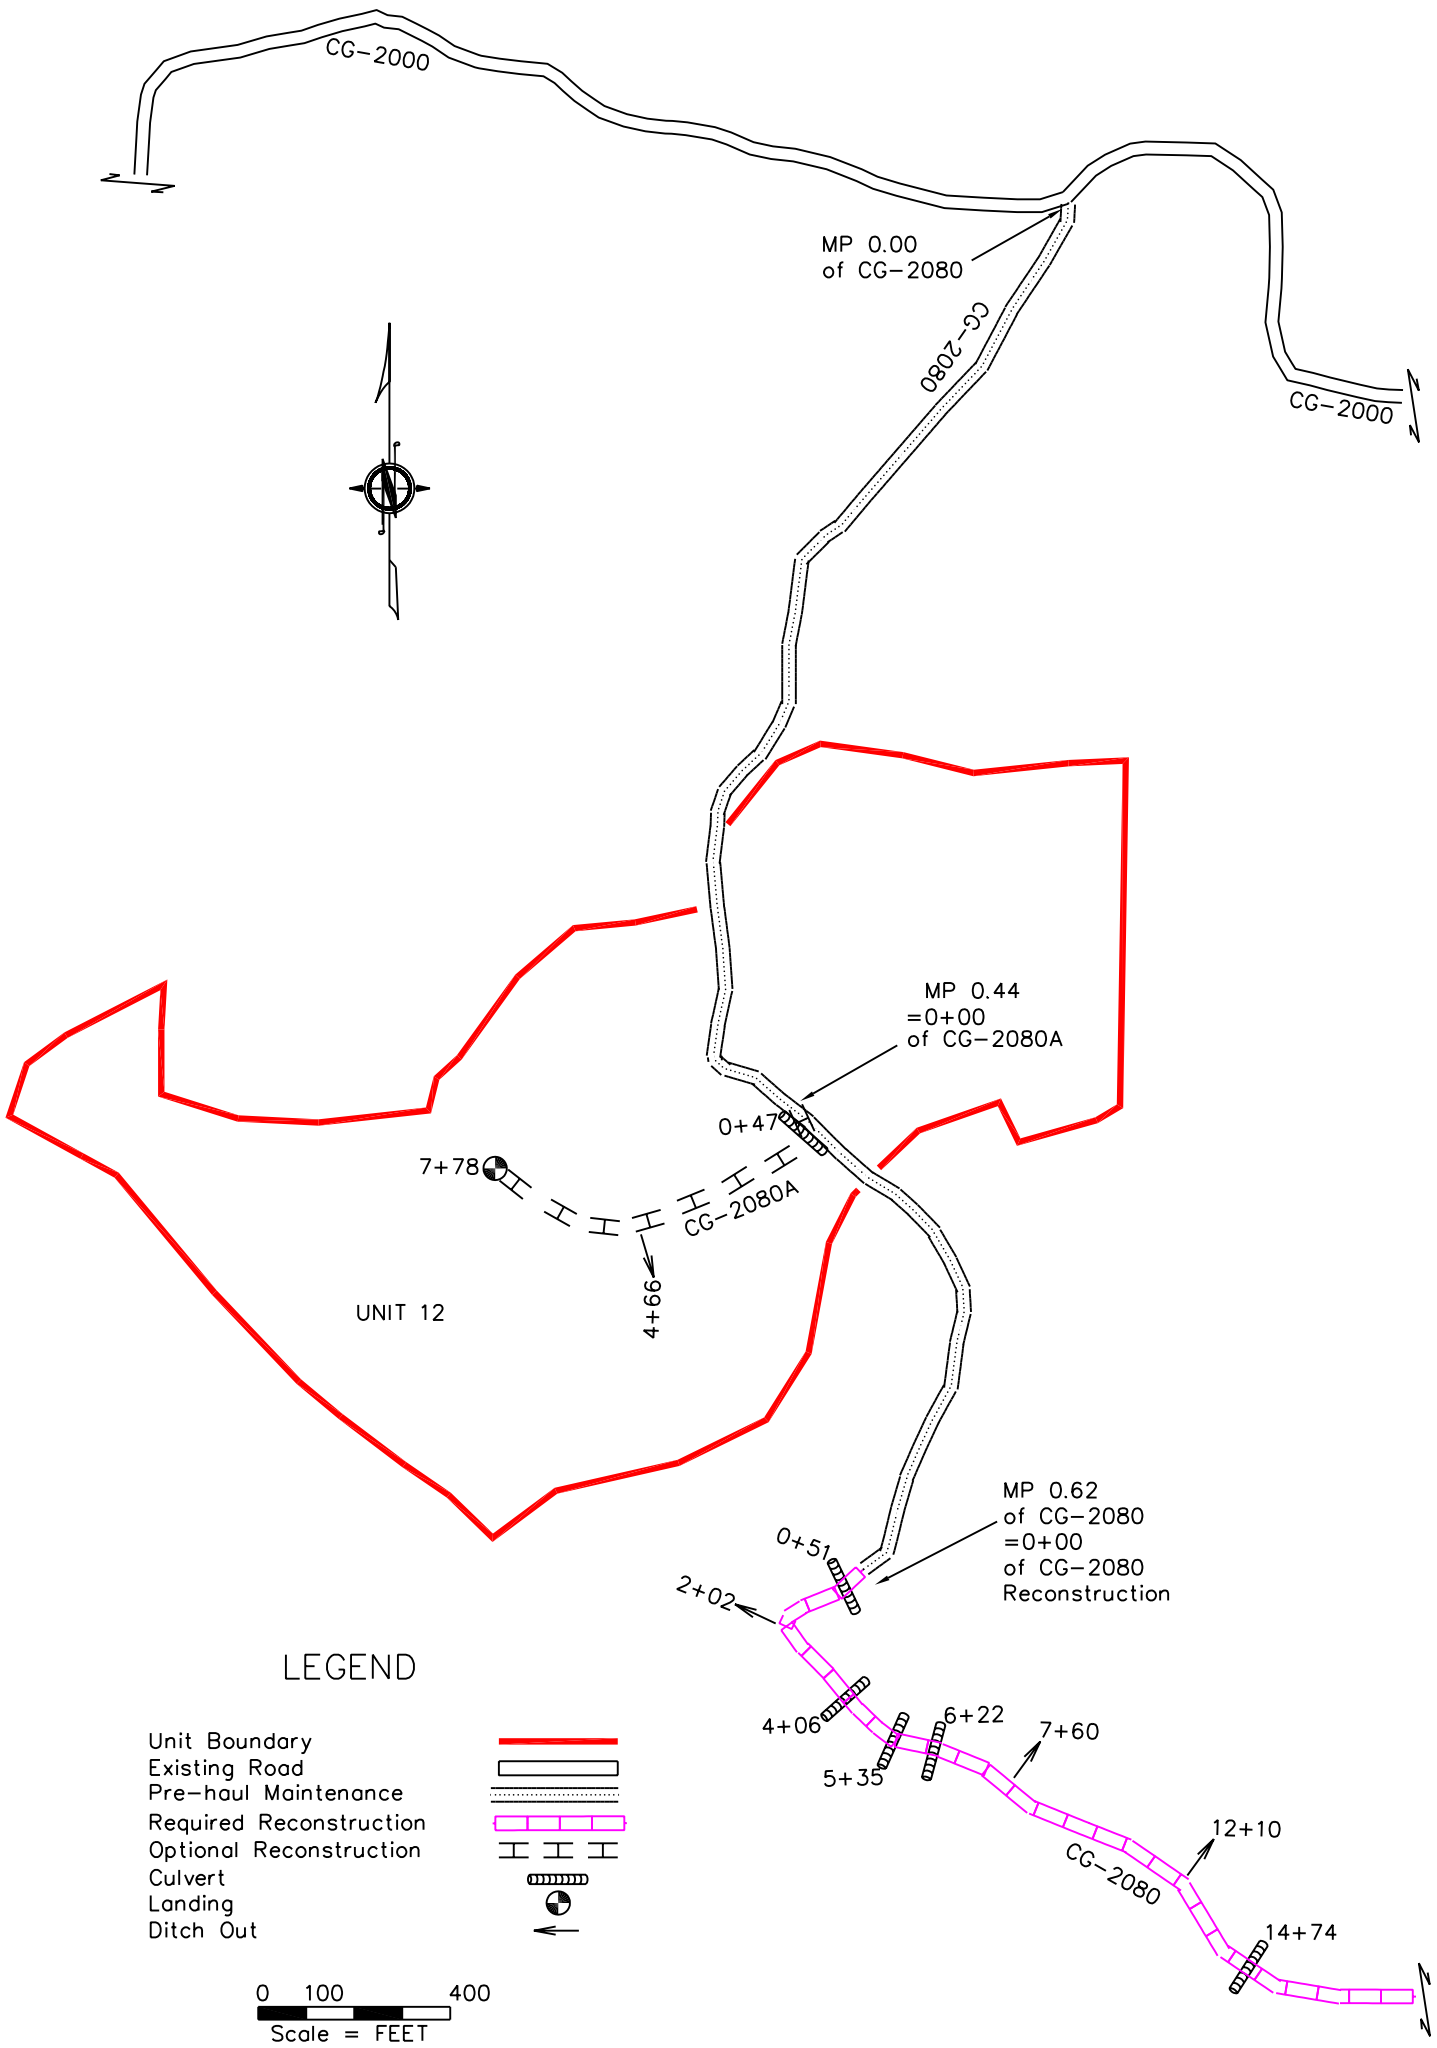 CG-2000
MP 0.00
of CG-2080
CG-2080
CG-2000
MP 0.44
=0+00
of CG-2080A
0+47
7+78
CG-2080A
4+66
UNIT 12
MP 0.62
of CG-2080
=0+00
of CG-2080
Reconstruction
0+51
2+02
4+06
5+35
6+22
7+60
12+10
CG-2080
14+74
LEGEND
Unit Boundary
Existing Road
Pre-haul Maintenance
Required Reconstruction
Optional Reconstruction
Culvert
Landing
Ditch Out
0 100 400
Scale = FEET